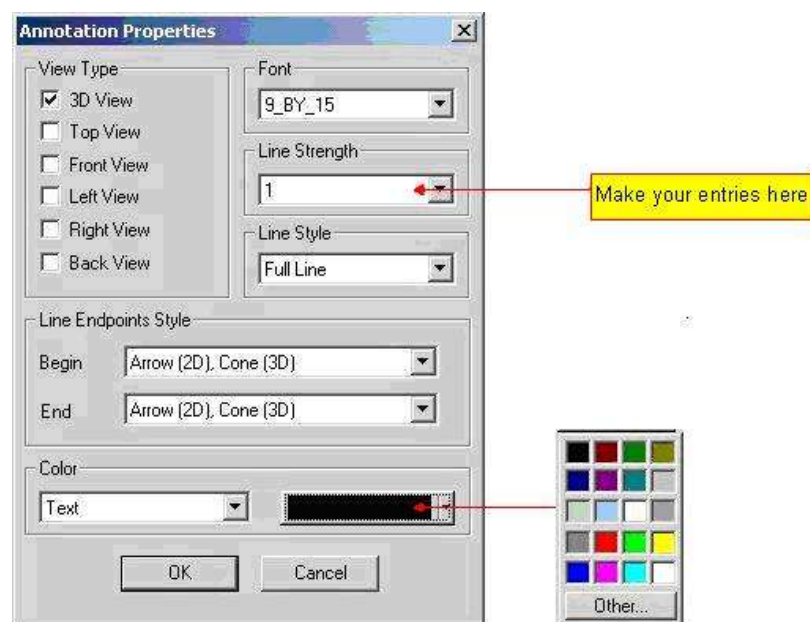 Annotation Properties
View Type
3D View
Top View
Front View
Left View
Right View
Back View
Font
9_BY_15
Line Strength
1
Line Style
Full Line
Make your entries here
Line Endpoints Style
Begin
Arrow (2D), Cone (3D)
End
Arrow (2D), Cone (3D)
Color
Text
OK
Cancel
Other...